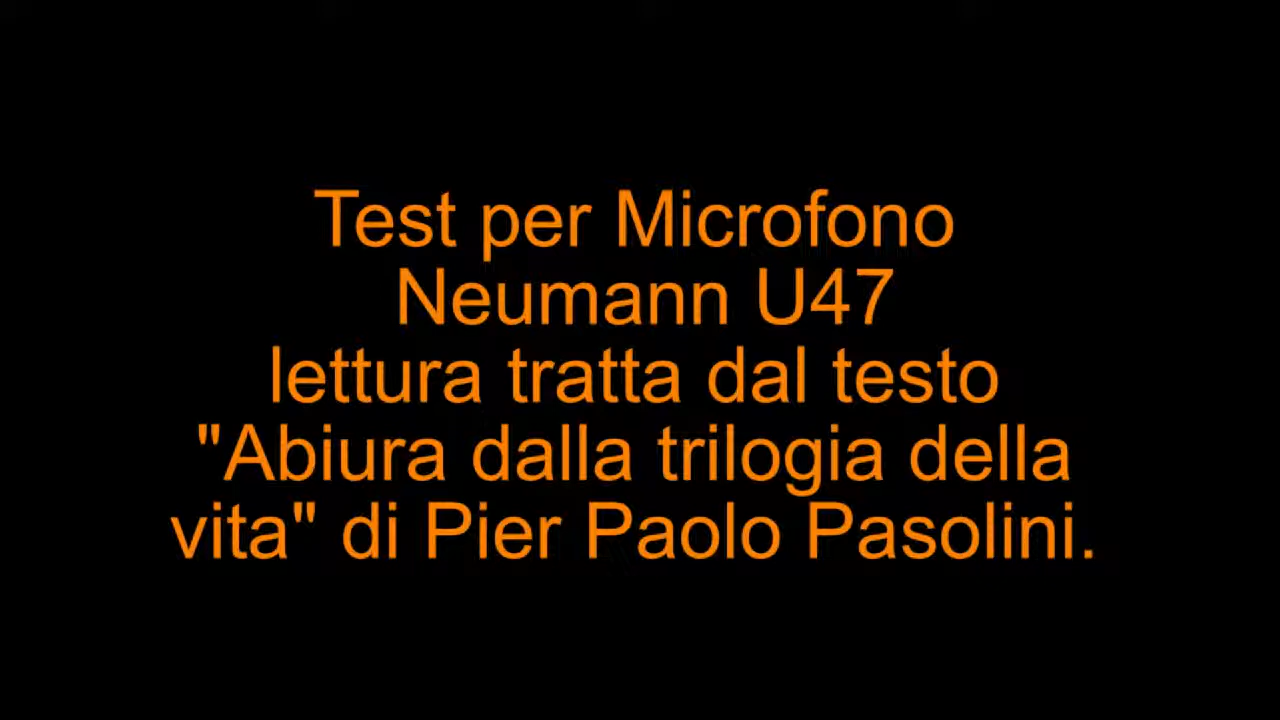 Test per Microfono
Neumann U47
lettura tratta dal testo
"Abiura dalla trilogia della
vita" di Pier Paolo Pasolini.